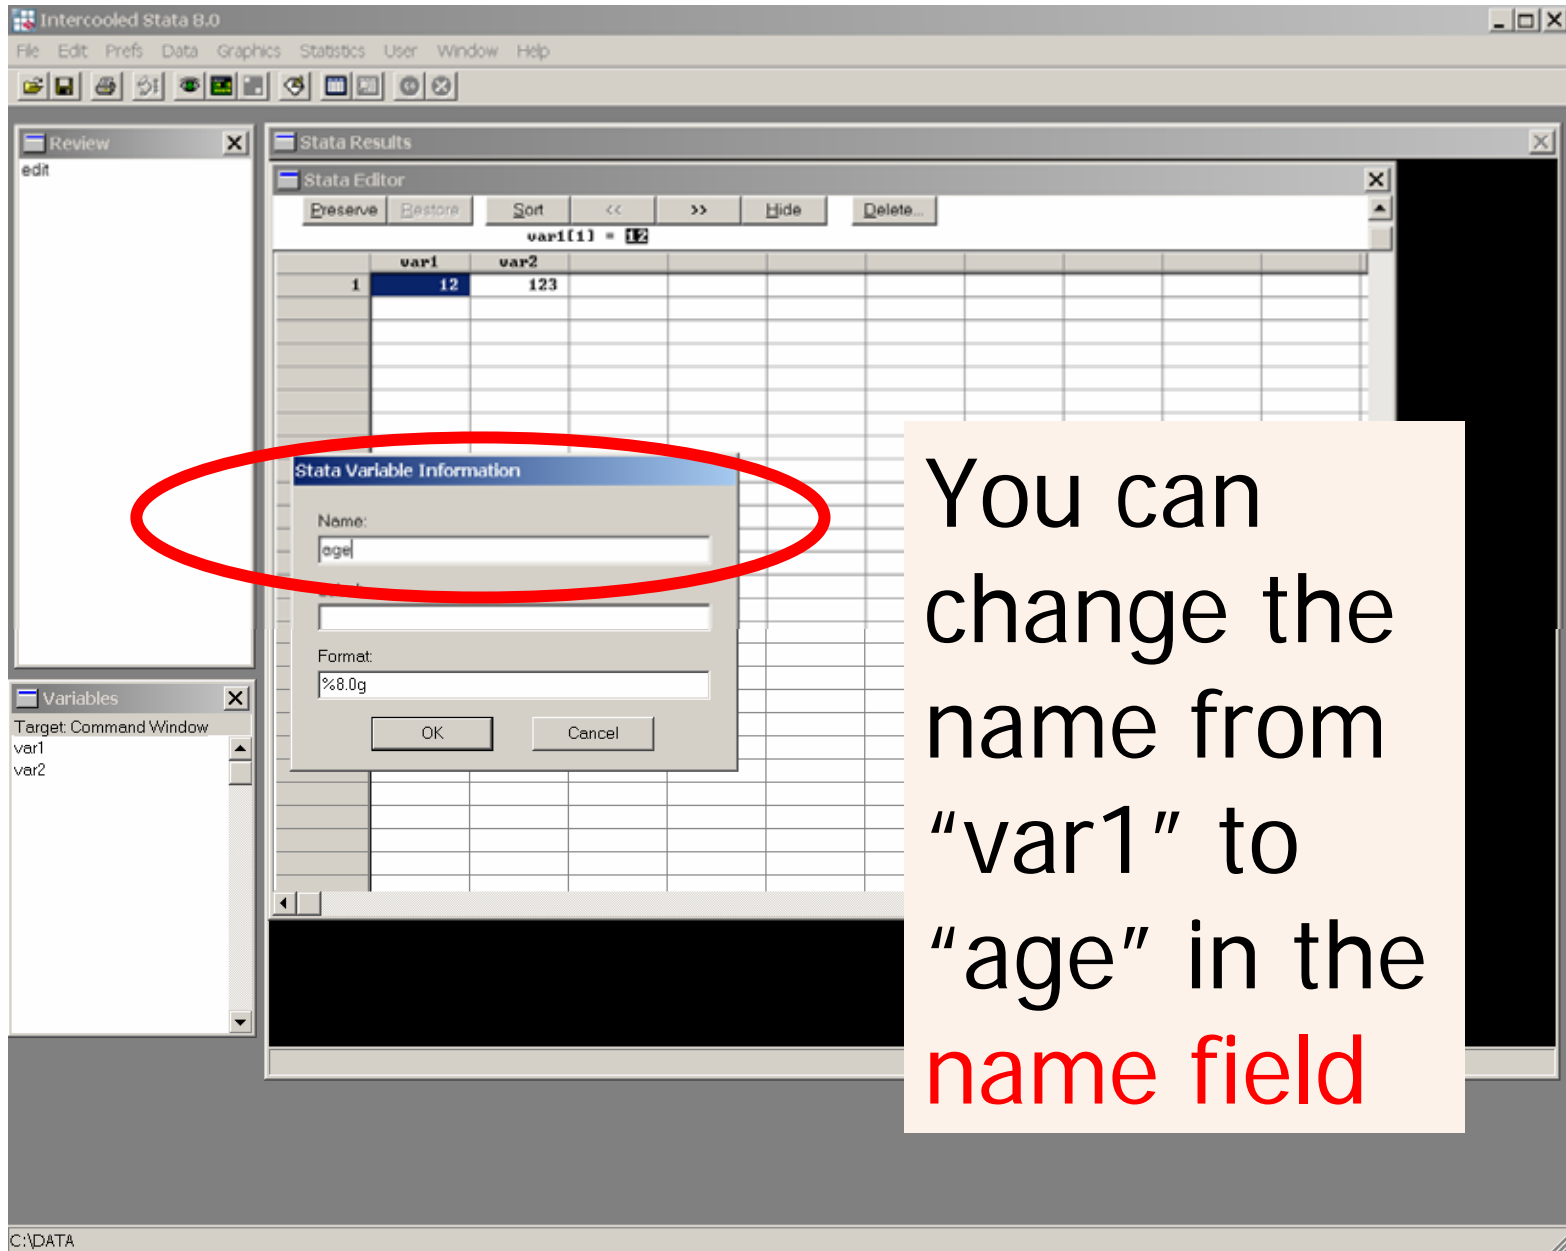 Intercooled Stata 8.0
File Edit Prefs Data Graphics Statistics User Window Help
Review
edit
Stata Results
Stata Editor
Preserve Restore Sort << >> Hide Delete...
var1[1] = 12
var1 var2
1 12 123
Stata Variable Information
Name:
age
Format:
%8.0g
OK Cancel
Variables
Target: Command Window
var1
var2
You can
change the
name from
“var1” to
“age” in the
name field
C:\DATA